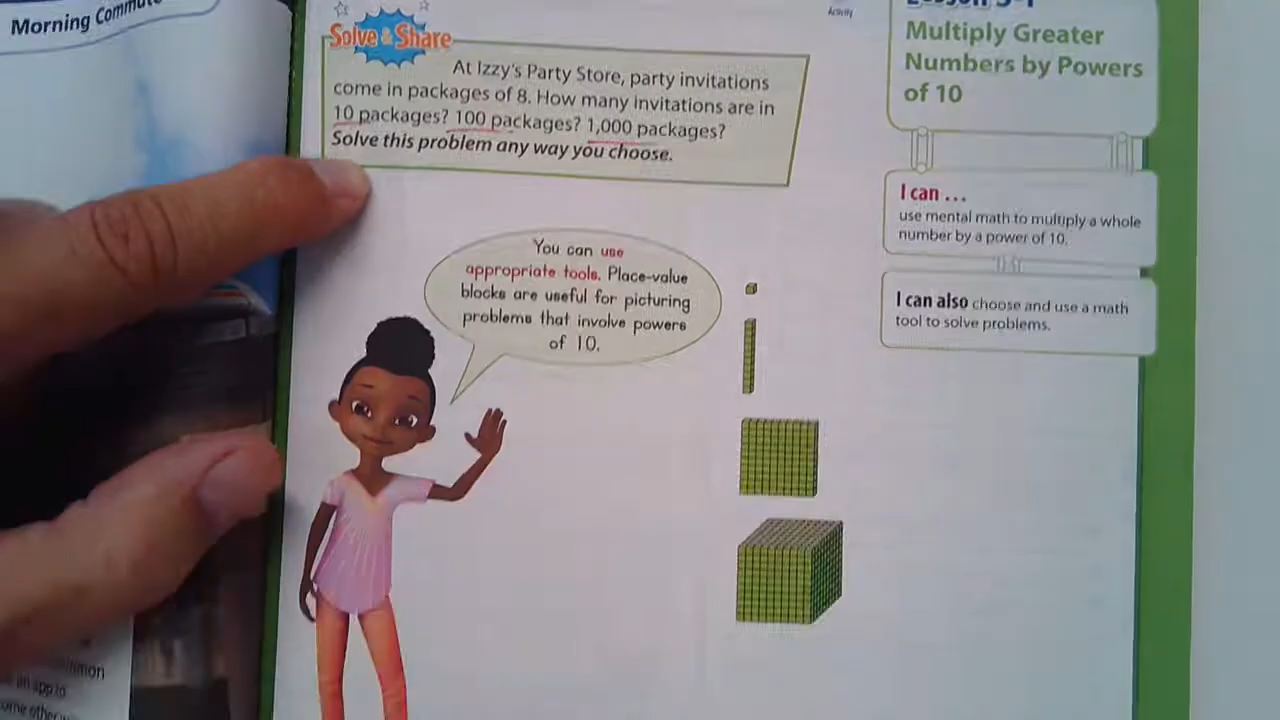 Morning
Solve & Share
At Izzy's Party Store, party invitations
come in packages of 8. How many invitations are in
10 packages? 100 packages? 1,000 packages?
Solve this problem any way you choose.
Activity
Multiply Greater
Numbers by Powers
of 10
I can ...
use mental math to multiply a whole
number by a power of 10.
I can also choose and use a math
tool to solve problems.
You can use
appropriate tools. Place-value
blocks are useful for picturing
problems that involve powers
of 10.
an app to
ome other